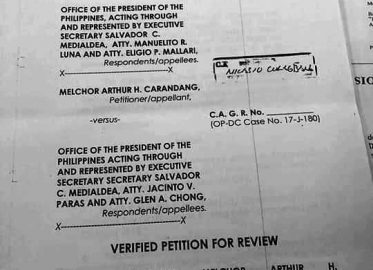 OFFICE OF THE PRESIDENT OF THE
PHILIPPINES, ACTING THROUGH
AND REPRESENTED BY EXECUTIVE
SECRETARY SALVADOR C.
MEDIALDEA, ATTY. MANUELITO R.
LUNA AND ATTY. ELIGIO P. MALLARI,
Respondents/appellees.
X------------------------------X
MELCHOR ARTHUR H. CARANDANG,
Petitioner/appellant,
-versus-
C.A. G.R. No. __________
(OP-DC Case No. 17-J-180)
OFFICE OF THE PRESIDENT OF THE
PHILIPPINES ACTING THROUGH
AND REPRESENTED BY EXECUTIVE
SECRETARY SECRETARY SALVADOR
C. MEDIALDEA, ATTY. JACINTO V.
PARAS AND ATTY. GLEN A. CHONG,
Respondents/appellees.
X------------------------------X
VERIFIED PETITION FOR REVIEW
MELCHOR ARTHUR H.